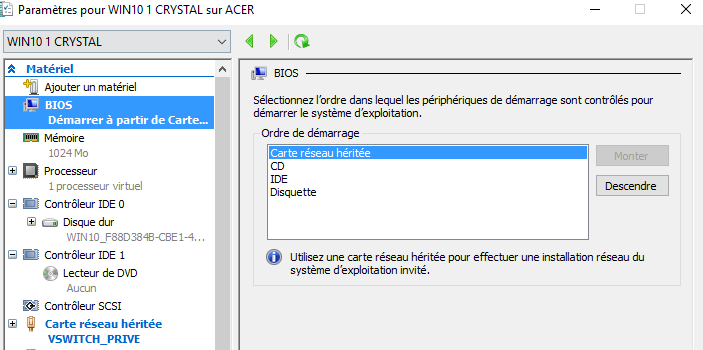 Paramètres pour WIN10 1 CRYSTAL sur ACER
WIN10 1 CRYSTAL
Matériel
Ajouter un matériel
BIOS
Démarrer à partir de Carte...
Mémoire
1024 Mo
Processeur
1 processeur virtuel
Contrôleur IDE 0
Disque dur
WIN10_F88D384B-CBE1-4...
Contrôleur IDE 1
Lecteur de DVD
Aucun
Contrôleur SCSI
Carte réseau héritée
VSWITCH_PRIVE
BIOS
Sélectionnez l'ordre dans lequel les périphériques de démarrage sont contrôlés pour
démarrer le système d'exploitation.
Ordre de démarrage
Carte réseau héritée
CD
IDE
Disquette
Monter
Descendre
Utilisez une carte réseau héritée pour effectuer une installation réseau du
système d'exploitation invité.